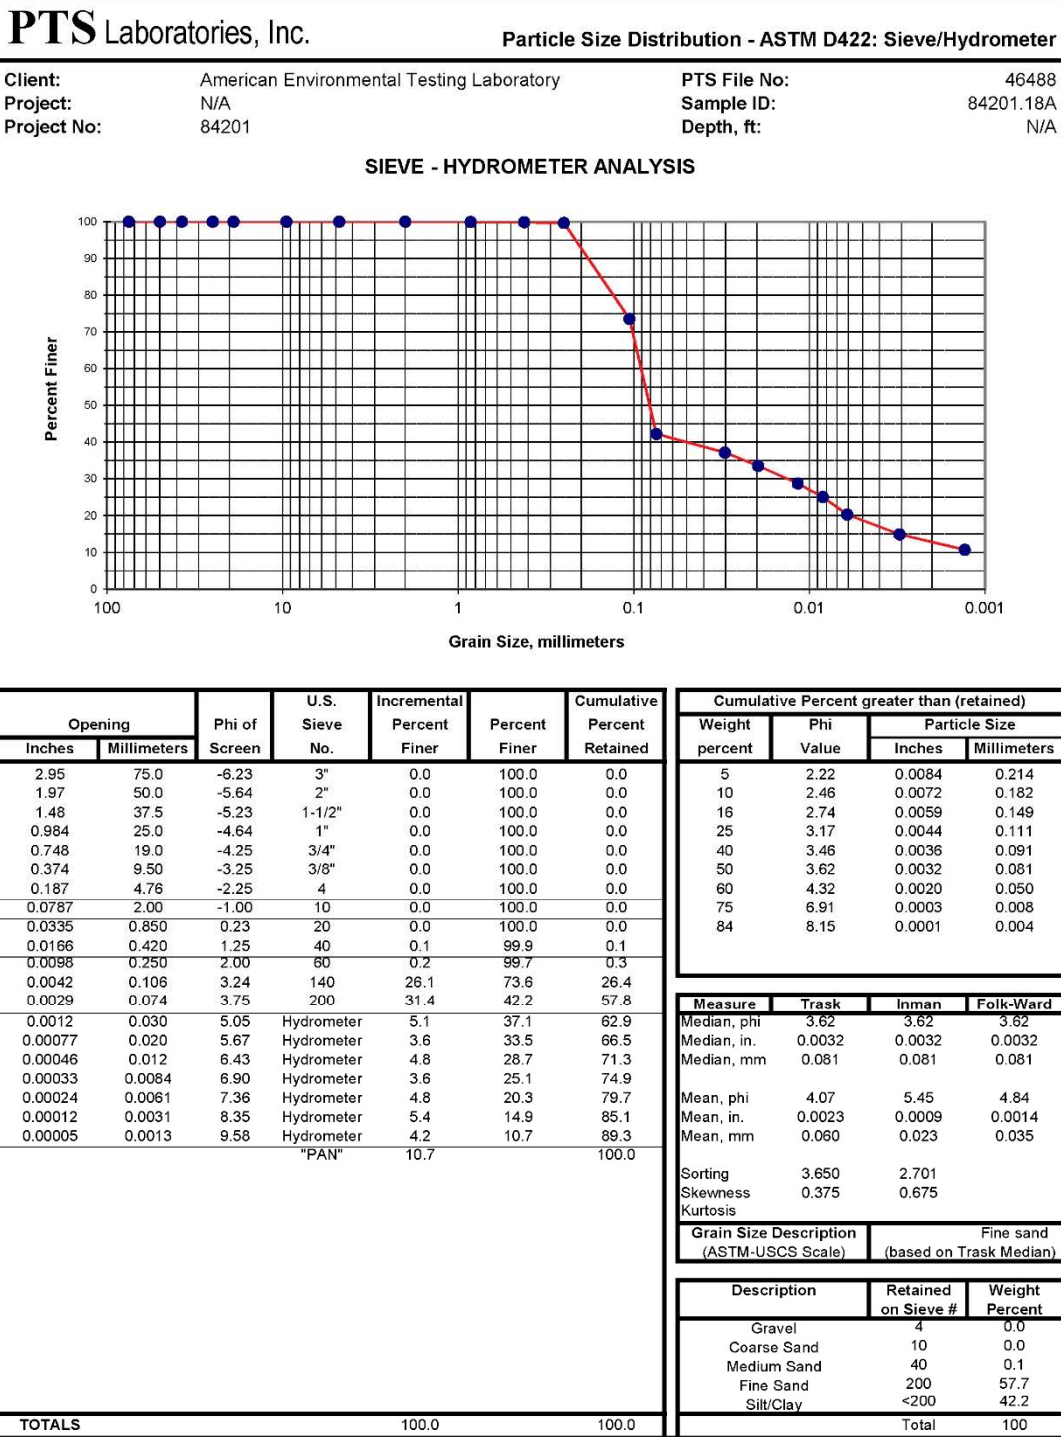 PTS Laboratories, Inc.
Particle Size Distribution - ASTM D422: Sieve/Hydrometer
Client: American Environmental Testing Laboratory PTS File No: 46488
Project: N/A Sample ID: 84201.18A
Project No: 84201 Depth, ft: N/A
SIEVE - HYDROMETER ANALYSIS
100
90
80
70
60
50
40
30
20
10
0
Percent Finer
100 10 1 0.1 0.01 0.001
Grain Size, millimeters
U.S. Incremental Cumulative
Opening Phi of Sieve Percent Percent Percent
Inches Millimeters Screen No. Finer Finer Retained
2.95 75.0 -6.23 3" 0.0 100.0 0.0
1.97 50.0 -5.64 2" 0.0 100.0 0.0
1.48 37.5 -5.23 1-1/2" 0.0 100.0 0.0
0.984 25.0 -4.64 1" 0.0 100.0 0.0
0.748 19.0 -4.25 3/4" 0.0 100.0 0.0
0.374 9.50 -3.25 3/8" 0.0 100.0 0.0
0.187 4.76 -2.25 4 0.0 100.0 0.0
0.0787 2.00 -1.00 10 0.0 100.0 0.0
0.0335 0.850 0.23 20 0.0 100.0 0.0
0.0166 0.420 1.25 40 0.1 99.9 0.1
0.0098 0.250 2.00 60 0.2 99.7 0.3
0.0042 0.106 3.24 140 26.1 73.6 26.4
0.0029 0.074 3.75 200 31.4 42.2 57.8
0.0012 0.030 5.05 Hydrometer 5.1 37.1 62.9
0.00077 0.020 5.67 Hydrometer 3.6 33.5 66.5
0.00046 0.012 6.43 Hydrometer 4.8 28.7 71.3
0.00033 0.0084 6.90 Hydrometer 3.6 25.1 74.9
0.00024 0.0061 7.36 Hydrometer 4.8 20.3 79.7
0.00012 0.0031 8.35 Hydrometer 5.4 14.9 85.1
0.00005 0.0013 9.58 Hydrometer 4.2 10.7 89.3
"PAN" 10.7 100.0
TOTALS 100.0 100.0
Cumulative Percent greater than (retained)
Weight Phi Particle Size
percent Value Inches Millimeters
5 2.22 0.0084 0.214
10 2.46 0.0072 0.182
16 2.74 0.0059 0.149
25 3.17 0.0044 0.111
40 3.46 0.0036 0.091
50 3.62 0.0032 0.081
60 4.32 0.0020 0.050
75 6.91 0.0003 0.008
84 8.15 0.0001 0.004
Measure Trask Inman Folk-Ward
Median, phi 3.62 3.62 3.62
Median, in. 0.0032 0.0032 0.0032
Median, mm 0.081 0.081 0.081
Mean, phi 4.07 5.45 4.84
Mean, in. 0.0023 0.0009 0.0014
Mean, mm 0.060 0.023 0.035
Sorting 3.650 2.701
Skewness 0.375 0.675
Kurtosis
Grain Size Description Fine sand
(ASTM-USCS Scale) (based on Trask Median)
Description Retained Weight
on Sieve # Percent
Gravel 4 0.0
Coarse Sand 10 0.0
Medium Sand 40 0.1
Fine Sand 200 57.7
Silt/Clay <200 42.2
Total 100